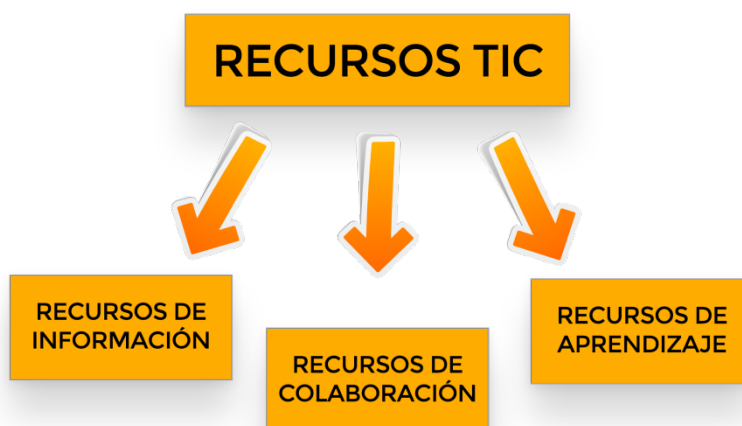 RECURSOS TIC
RECURSOS DE
INFORMACIÓN
RECURSOS DE
COLABORACIÓN
RECURSOS DE
APRENDIZAJE